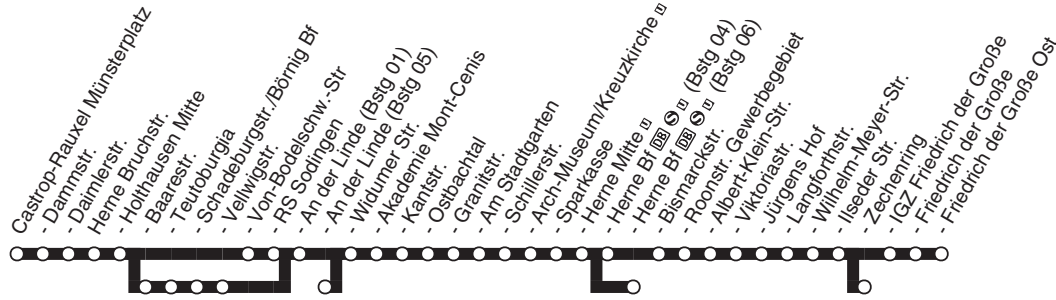 Castrop-Rauxel Münsterplatz
- Dammstr.
- Daimlerstr.
Herne Bruchstr.
- Holthausen Mitte
- Baarestr.
- Teutoburgia
- Schadeburgstr./Börnig Bf
- Vellwigstr.
- Von-Bodelschw.-Str
- RS Sodingen
- An der Linde (Bstg 01)
- An der Linde (Bstg 05)
- Widumer Str.
- Akademie Mont-Cenis
- Kantstr.
- Ostbachtal
- Granitstr.
- Am Stadtgarten
- Schillerstr.
- Arch-Museum/Kreuzkirche U
- Sparkasse
- Herne Mitte U
- Herne Bf DB S U (Bstg 04)
- Herne Bf DB S U (Bstg 06)
- Bismarckstr.
- Roonstr. Gewerbegebiet
- Albert-Klein-Str.
- Viktoriastr.
- Jürgens Hof
- Langforthstr.
- Wilhelm-Meyer-Str.
- Ilseder Str.
- Zechenring
- IGZ Friedrich der Große
- Friedrich der Große
- Friedrich der Große Ost